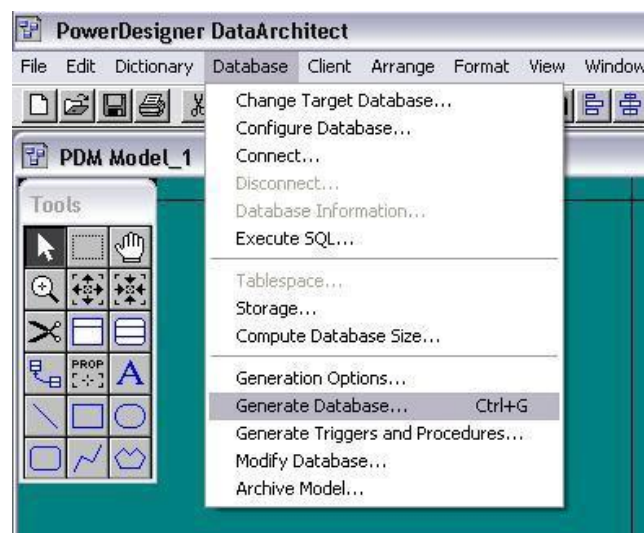 PowerDesigner DataArchitect
File Edit Dictionary Database Client Arrange Format View Window
PDM Model_1
Tools
PROP
A
Change Target Database...
Configure Database...
Connect...
Disconnect...
Database Information...
Execute SQL...
Tablespace...
Storage...
Compute Database Size...
Generation Options...
Generate Database... Ctrl+G
Generate Triggers and Procedures...
Modify Database...
Archive Model...